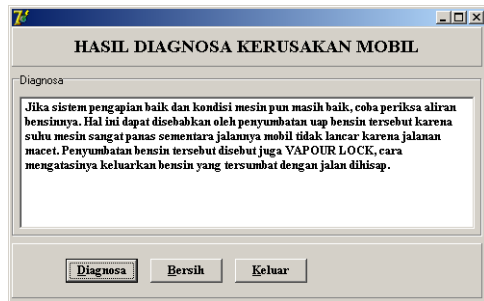 HASIL DIAGNOSA KERUSAKAN MOBIL
Diagnosa
Jika sistem pengapian baik dan kondisi mesin pun masih baik, coba periksa aliran
bensinnya. Hal ini dapat disebabkan oleh penyumbatan uap bensin tersebut karena
suhu mesin sangat panas sementara jalannya mobil tidak lancar karena jalanan
macet. Penyumbatan bensin tersebut disebut juga VAPOUR LOCK, cara
mengatasinya keluarkan bensin yang tersumbat dengan jalan dihisap.
Diagnosa Bersih Keluar